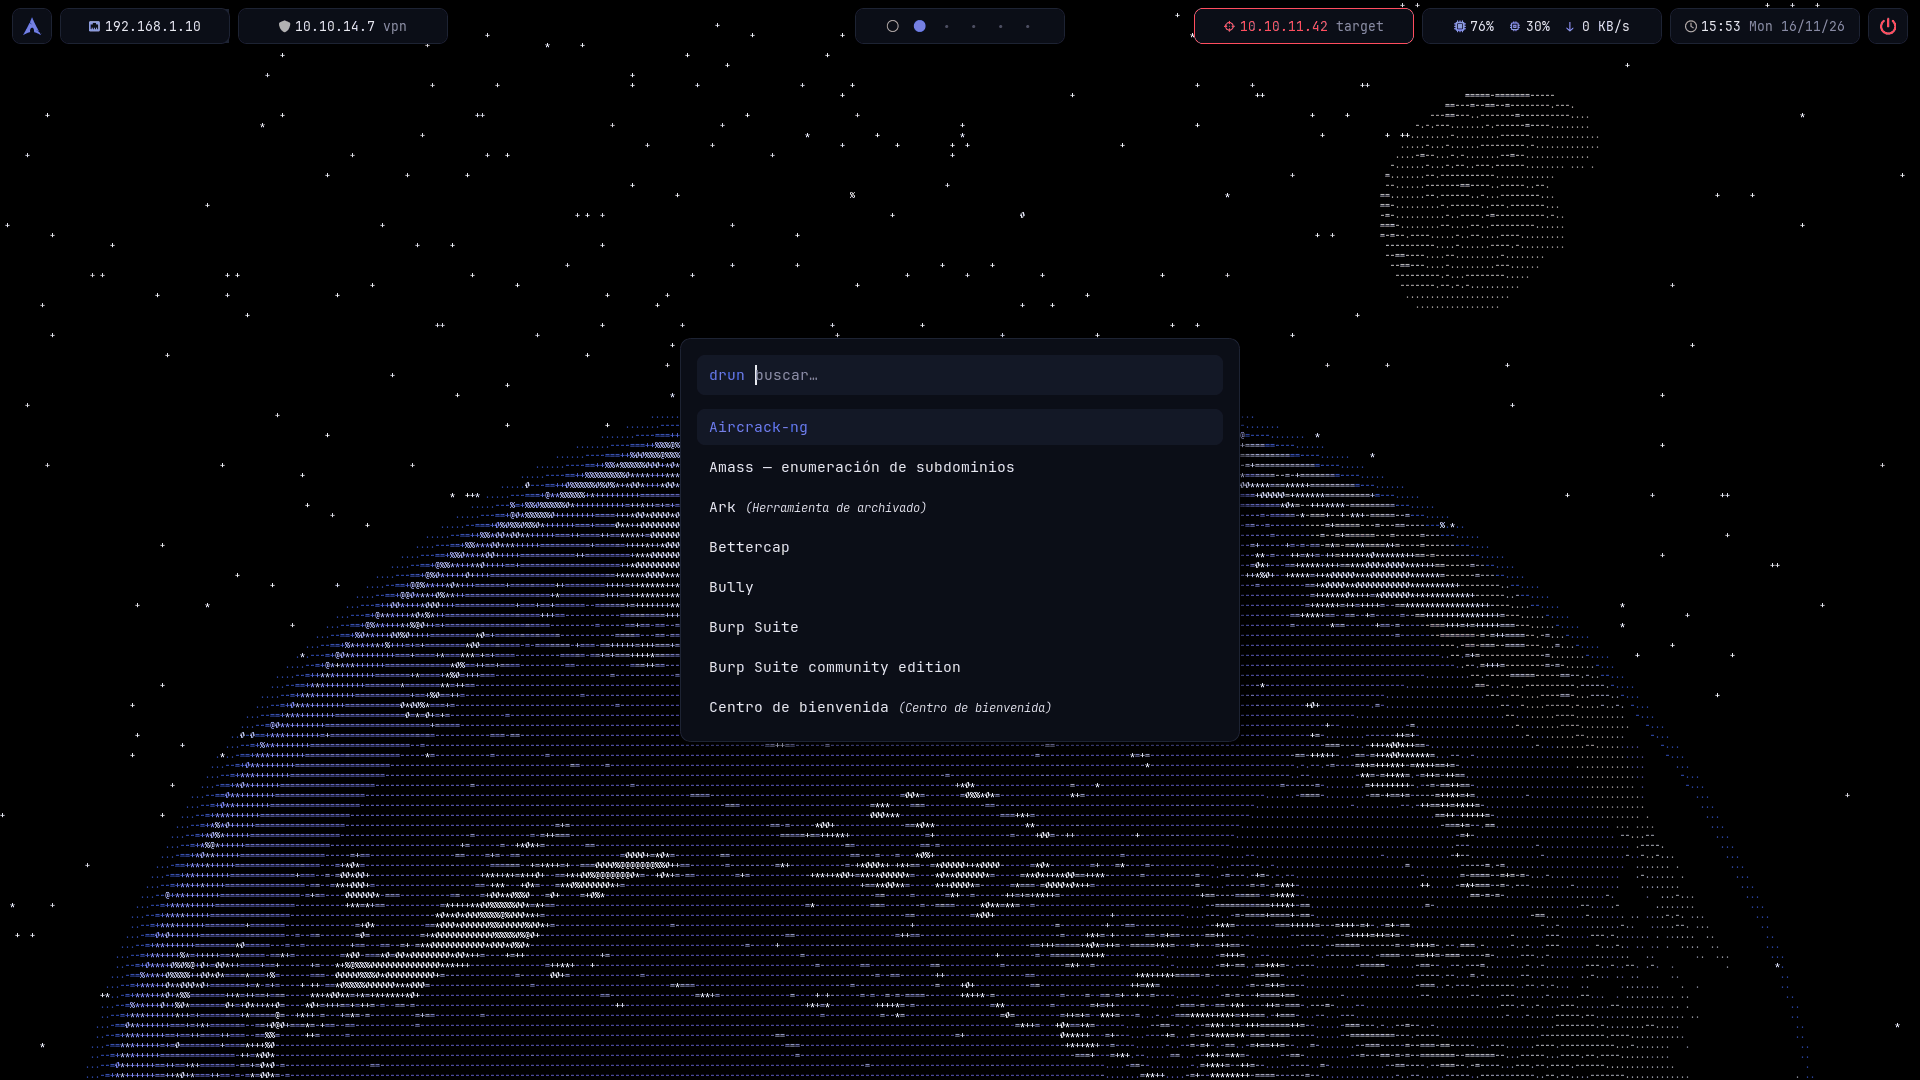 192.168.1.10
10.10.14.7 vpn
10.10.11.42 target
76% 30% 0 KB/s
15:53 Mon 16/11/26
drun buscar…
Aircrack-ng
Amass — enumeración de subdominios
Ark (Herramienta de archivado)
Bettercap
Bully
Burp Suite
Burp Suite community edition
Centro de bienvenida (Centro de bienvenida)